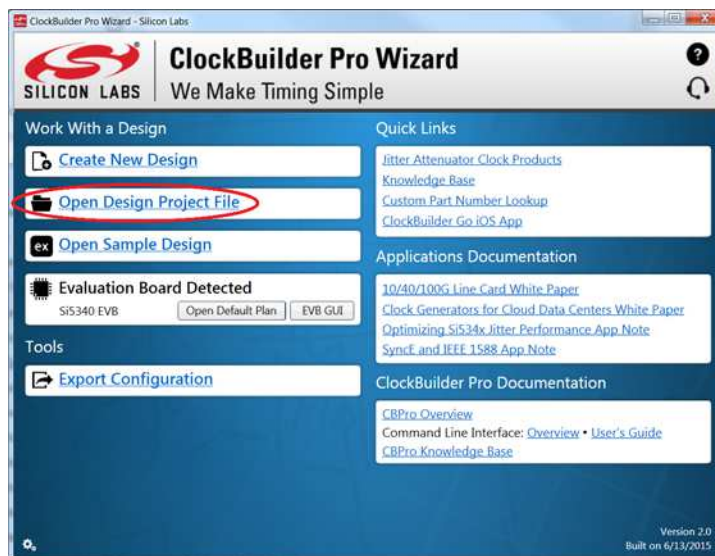 ClockBuilder Pro Wizard - Silicon Labs
SILICON LABS
ClockBuilder Pro Wizard
We Make Timing Simple
?
Work With a Design
Create New Design
Open Design Project File
ex Open Sample Design
Evaluation Board Detected
Si5340 EVB
Open Default Plan
EVB GUI
Tools
Export Configuration
Quick Links
Jitter Attenuator Clock Products
Knowledge Base
Custom Part Number Lookup
ClockBuilder Go iOS App
Applications Documentation
10/40/100G Line Card White Paper
Clock Generators for Cloud Data Centers White Paper
Optimizing Si534x Jitter Performance App Note
SyncE and IEEE 1588 App Note
ClockBuilder Pro Documentation
CBPro Overview
Command Line Interface: Overview • User's Guide
CBPro Knowledge Base
Version 2.0
Built on 6/13/2015